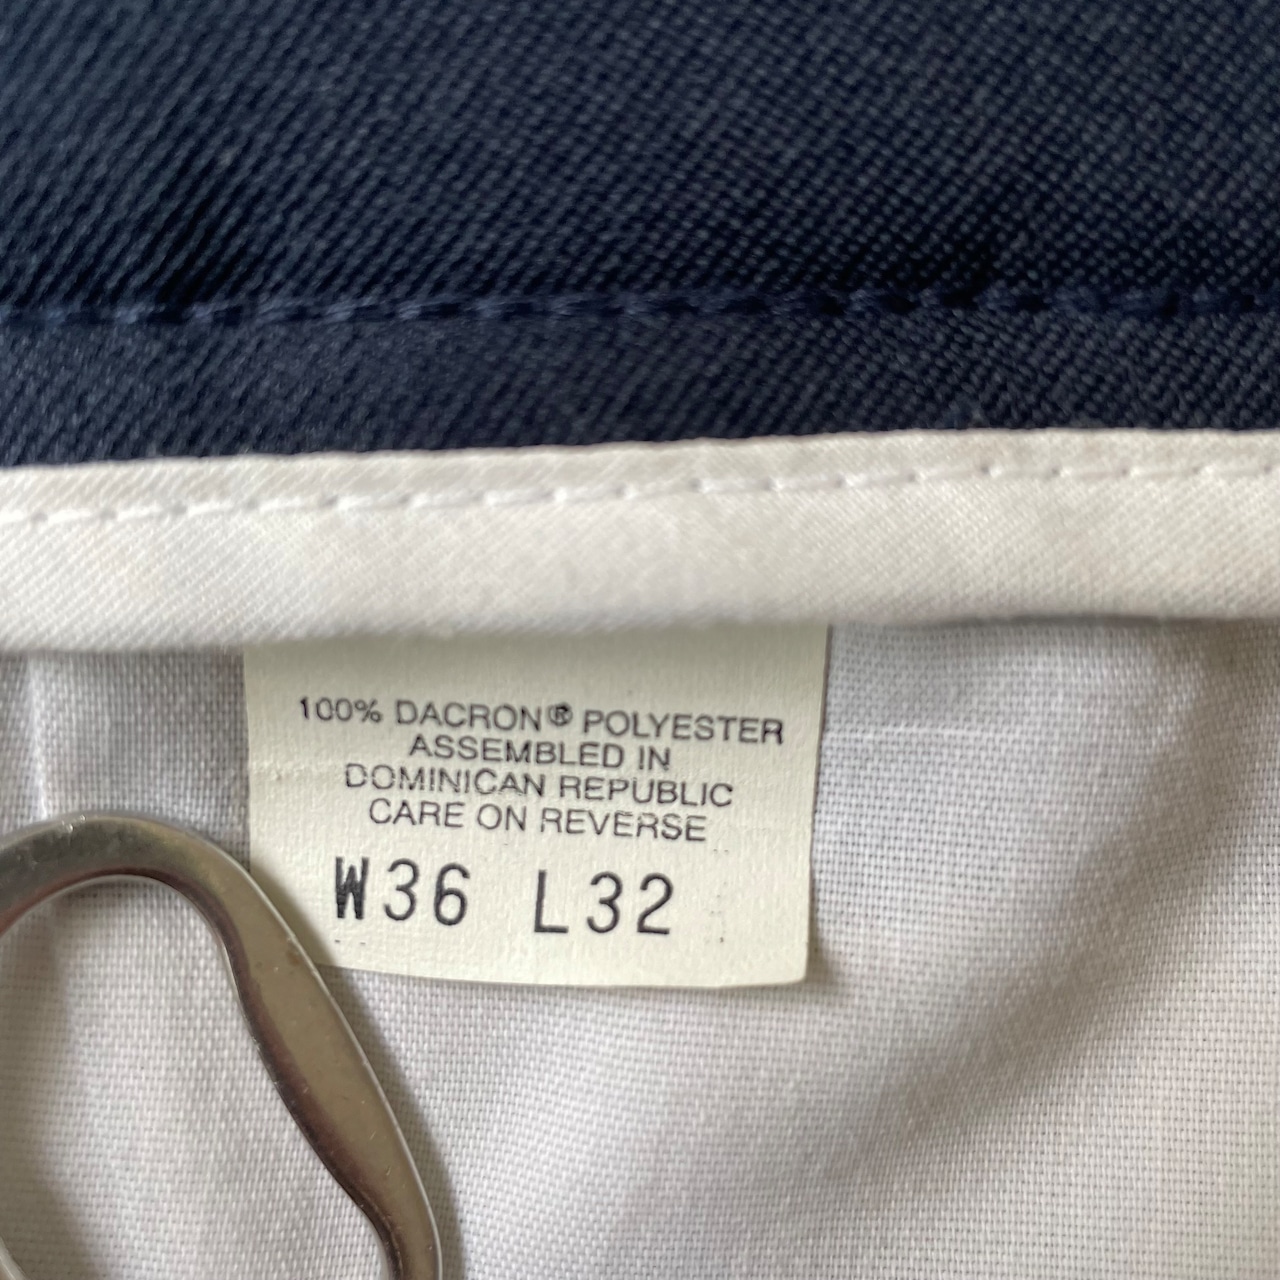 100% DACRON® POLYESTER
ASSEMBLED IN
DOMINICAN REPUBLIC
CARE ON REVERSE
W36 L32